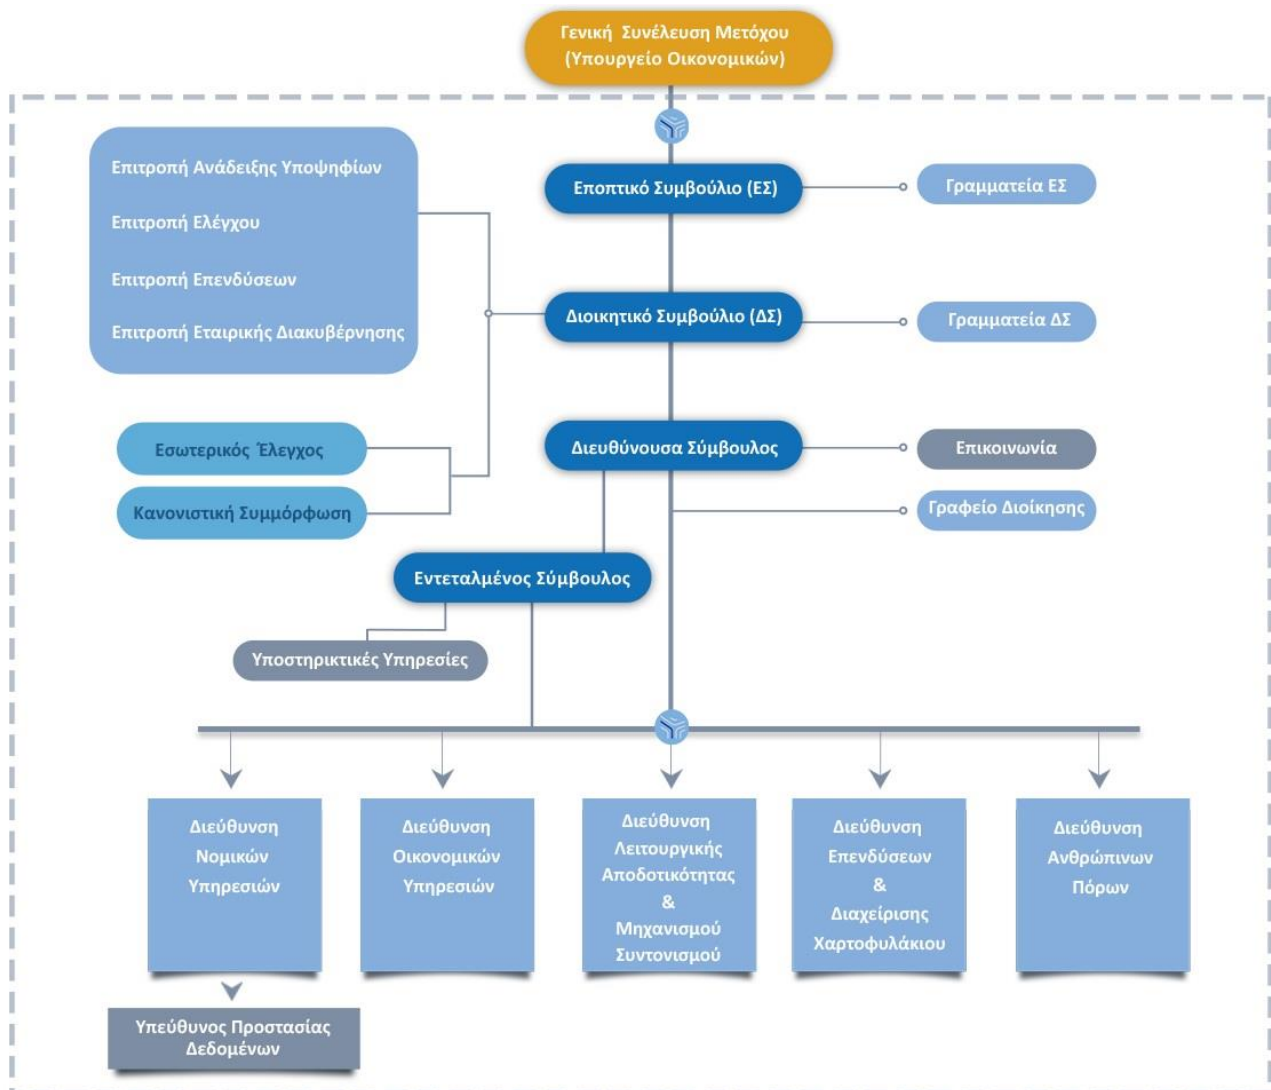 Γενική Συνέλευση Μετόχου
(Υπουργείο Οικονομικών)
Επιτροπή Ανάδειξης Υποψηφίων
Επιτροπή Ελέγχου
Επιτροπή Επενδύσεων
Επιτροπή Εταιρικής Διακυβέρνησης
Εποπτικό Συμβούλιο (ΕΣ)
Γραμματεία ΕΣ
Διοικητικό Συμβούλιο (ΔΣ)
Γραμματεία ΔΣ
Εσωτερικός Έλεγχος
Κανονιστική Συμμόρφωση
Διευθύνουσα Σύμβουλος
Επικοινωνία
Γραφείο Διοίκησης
Εντεταλμένος Σύμβουλος
Υποστηρικτικές Υπηρεσίες
Διεύθυνση
Νομικών
Υπηρεσιών
Διεύθυνση
Οικονομικών
Υπηρεσιών
Διεύθυνση
Λειτουργικής
Αποδοτικότητας
&
Μηχανισμού
Συντονισμού
Διεύθυνση
Επενδύσεων
&
Διαχείρισης
Χαρτοφυλάκιου
Διεύθυνση
Ανθρώπινων
Πόρων
Υπεύθυνος Προστασίας
Δεδομένων